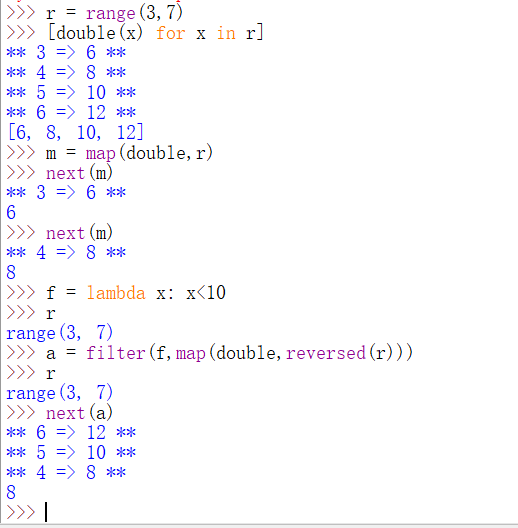 >>> r = range(3,7)
>>> [double(x) for x in r]
** 3 => 6 **
** 4 => 8 **
** 5 => 10 **
** 6 => 12 **
[6, 8, 10, 12]
>>> m = map(double,r)
>>> next(m)
** 3 => 6 **
6
>>> next(m)
** 4 => 8 **
8
>>> f = lambda x: x<10
>>> r
range(3, 7)
>>> a = filter(f,map(double,reversed(r)))
>>> r
range(3, 7)
>>> next(a)
** 6 => 12 **
** 5 => 10 **
** 4 => 8 **
8
>>>